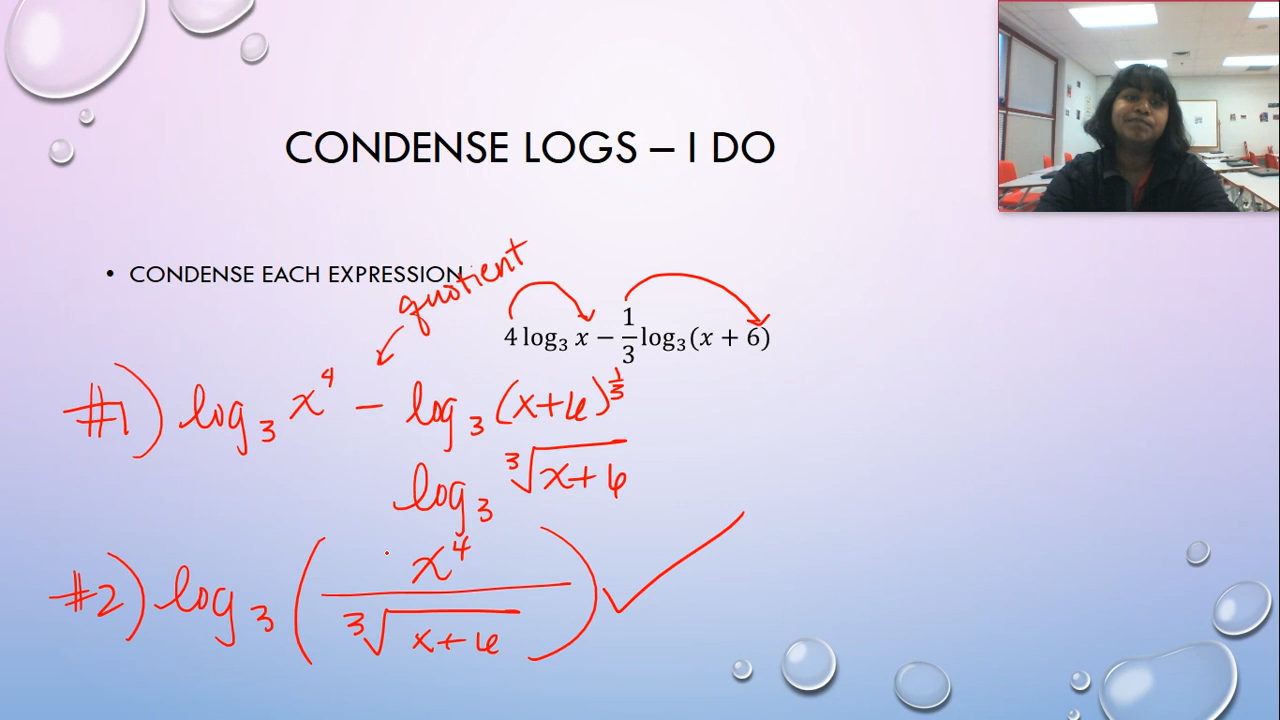 CONDENSE LOGS – I DO
• CONDENSE EACH EXPRESSION
quotient
4 log₃ x − 1/3 log₃(x + 6)
#1) log₃ x⁴ − log₃ (x+6)^(1/3)
log₃ ∛(x+6)
#2) log₃ (x⁴ / ∛(x+6)) ✓